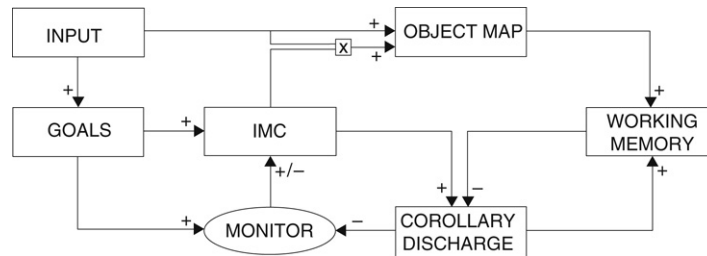 INPUT
+
OBJECT MAP
x
+
+
+
GOALS
+
IMC
WORKING
MEMORY
+/−
+
−
+
+
MONITOR
−
COROLLARY
DISCHARGE